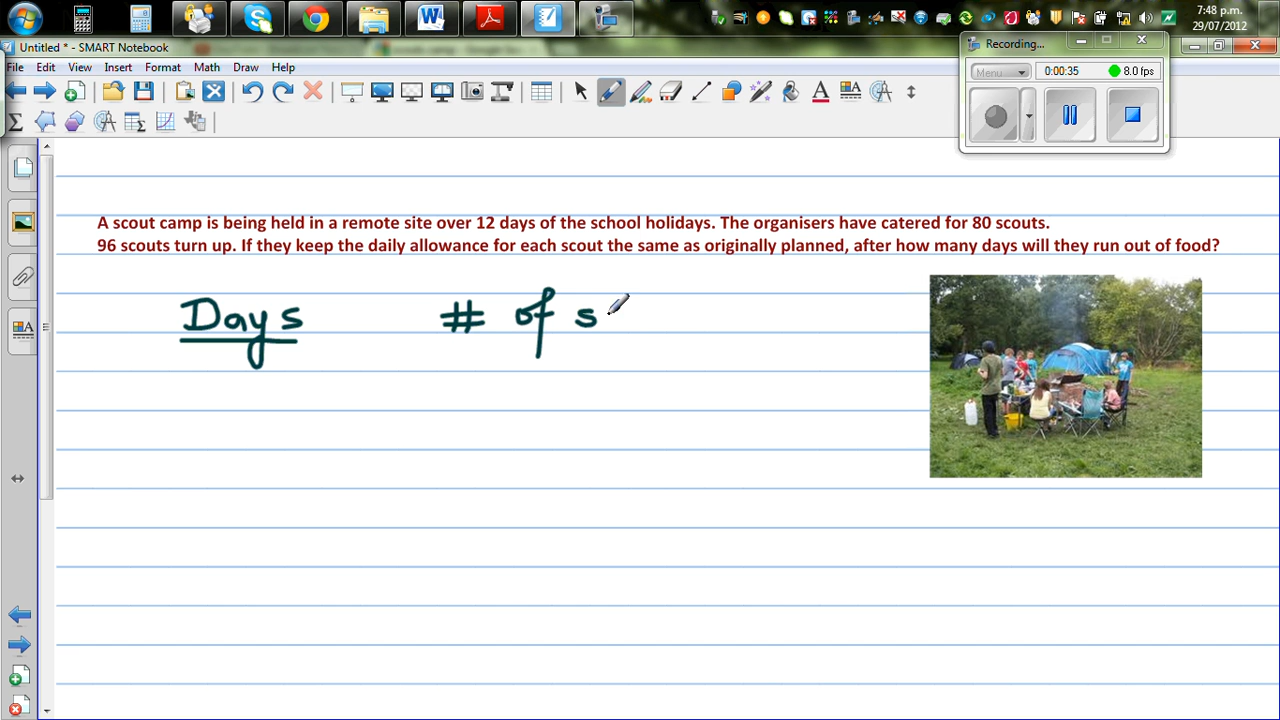 7:48 p.m.
29/07/2012
Untitled * - SMART Notebook
Recording...
File Edit View Insert Format Math Draw Help
Menu
0:00:35
8.0 fps
A scout camp is being held in a remote site over 12 days of the school holidays. The organisers have catered for 80 scouts.
96 scouts turn up. If they keep the daily allowance for each scout the same as originally planned, after how many days will they run out of food?
Days # of s